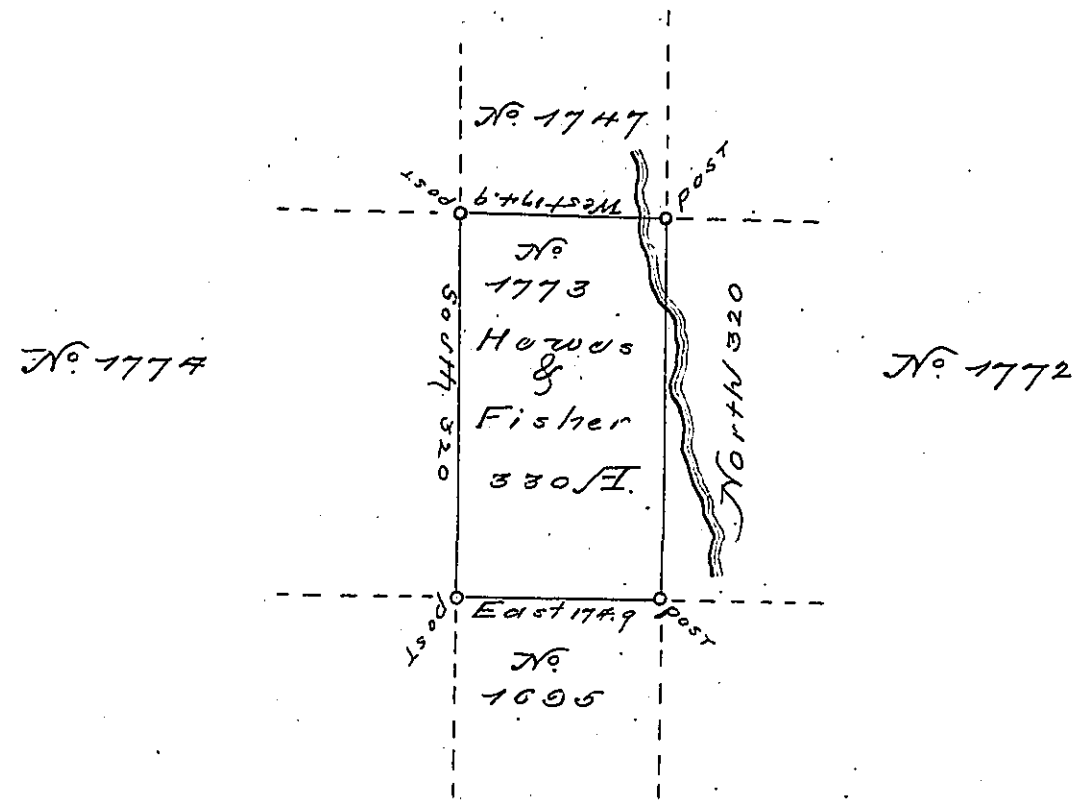 Nº 1747
Post
West 174.9
Post
Nº
1773
Hawas
&
Fisher
330 A.
South 320
North 320
Nº 1774
Nº 1772
Post
East 174.9
Post
Nº
1695